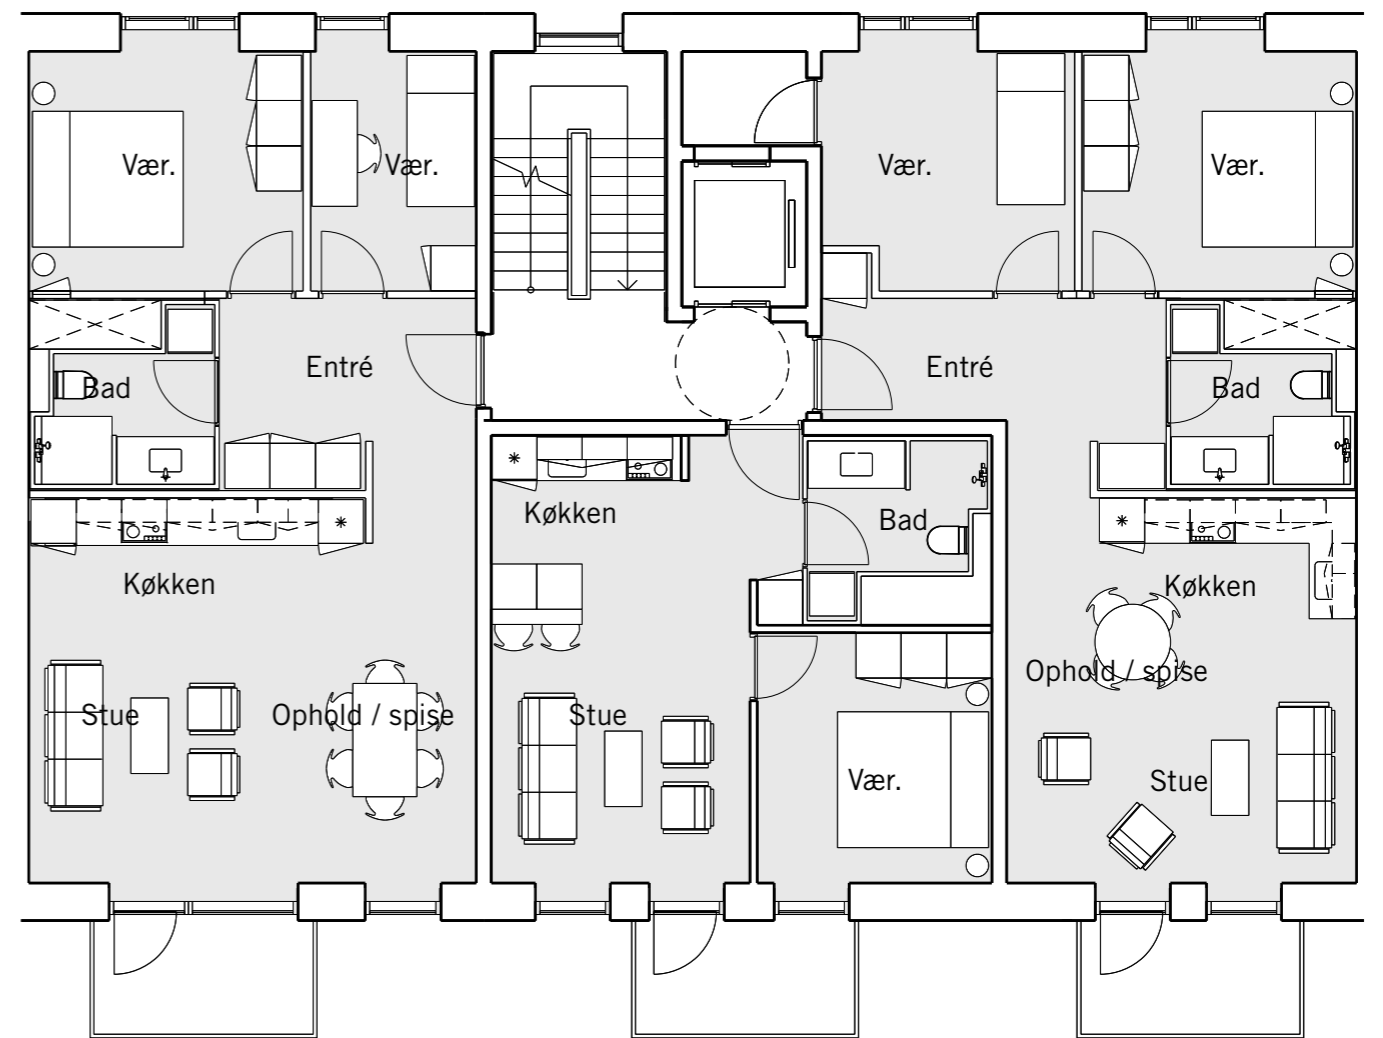 Vær.
Vær.
Vær.
Vær.
Entré
Entré
Bad
Bad
Køkken
Bad
Køkken
Køkken
Ophold / spise
Stue
Ophold / spise
Stue
Vær.
Stue